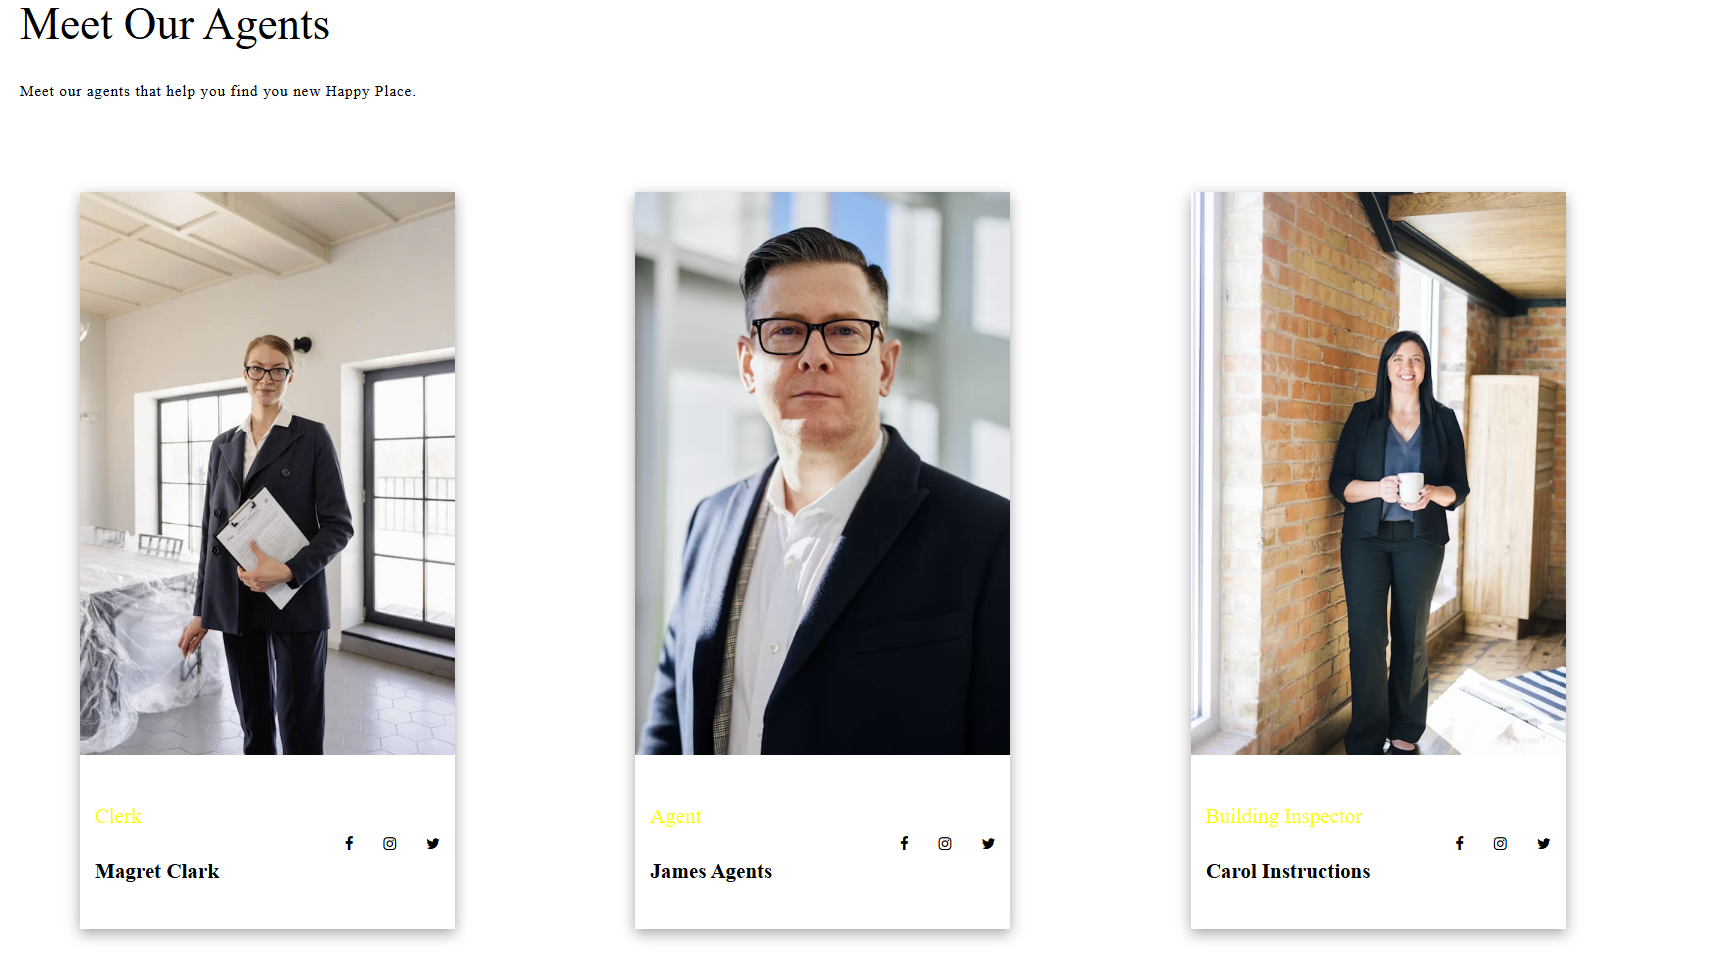 Meet Our Agents
Meet our agents that help you find you new Happy Place.
Clerk
Magret Clark
Agent
James Agents
Building Inspector
Carol Instructions